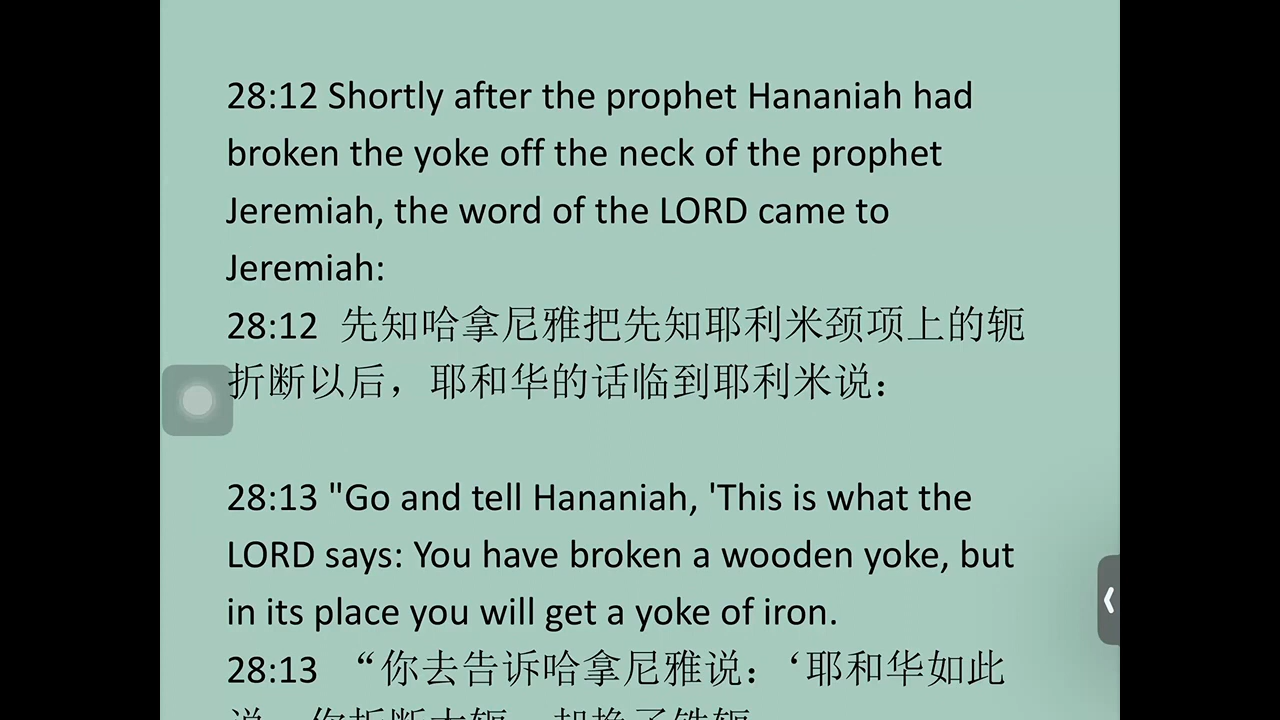 28:12 Shortly after the prophet Hananiah had
broken the yoke off the neck of the prophet
Jeremiah, the word of the LORD came to
Jeremiah:
28:12 先知哈拿尼雅把先知耶利米颈项上的轭
折断以后，耶和华的话临到耶利米说：
28:13 "Go and tell Hananiah, 'This is what the
LORD says: You have broken a wooden yoke, but
in its place you will get a yoke of iron.
28:13 “你去告诉哈拿尼雅说：‘耶和华如此